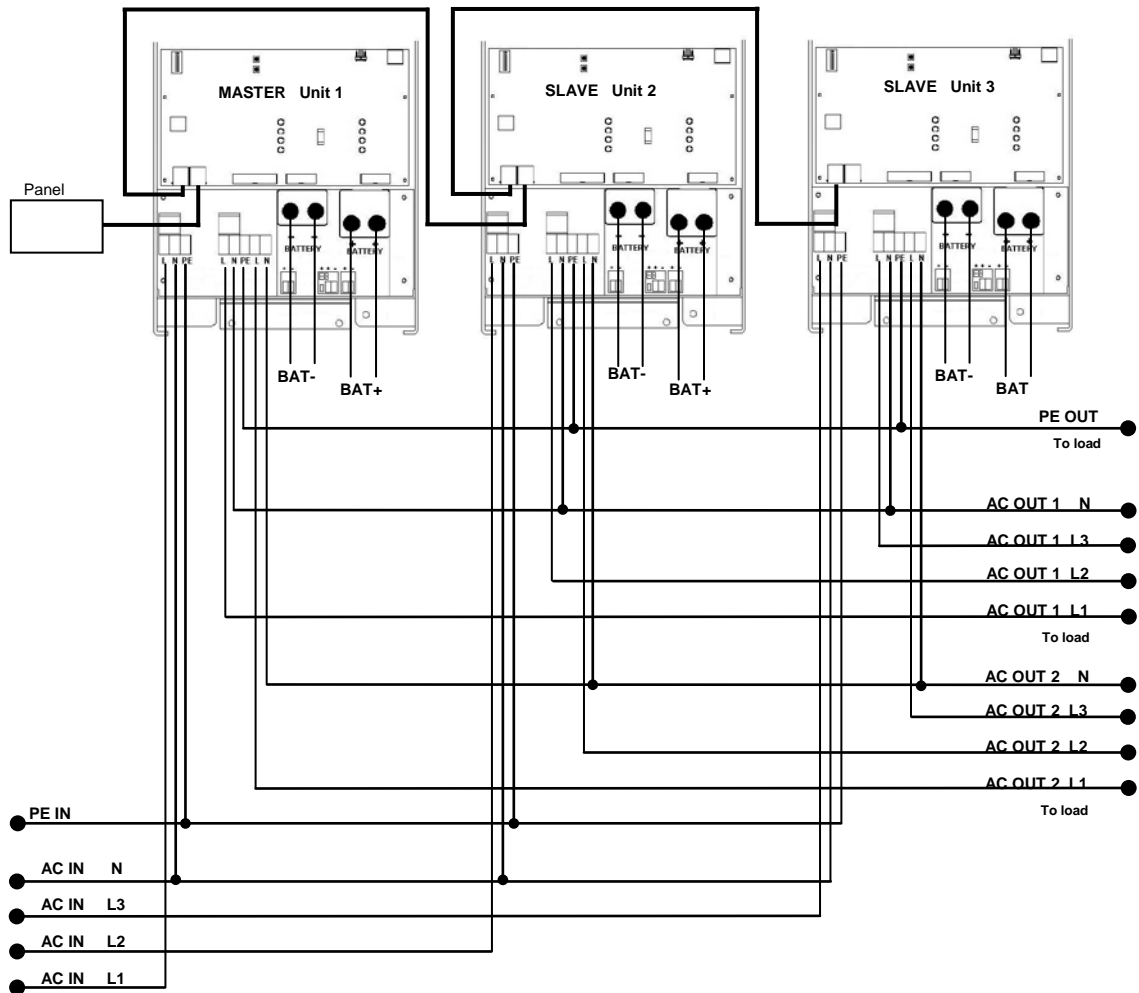 MASTER Unit 1
SLAVE Unit 2
SLAVE Unit 3
Panel
BATTERY BATTERY
BATTERY BATTERY
BATTERY BATTERY
L N PE
L N PE L N
L N PE
L N PE L N
L N PE
L N PE L N
BAT-
BAT+
BAT-
BAT+
BAT-
BAT
PE OUT
To load
AC OUT 1 N
AC OUT 1 L3
AC OUT 1 L2
AC OUT 1 L1
To load
AC OUT 2 N
AC OUT 2 L3
AC OUT 2 L2
AC OUT 2 L1
To load
PE IN
AC IN N
AC IN L3
AC IN L2
AC IN L1